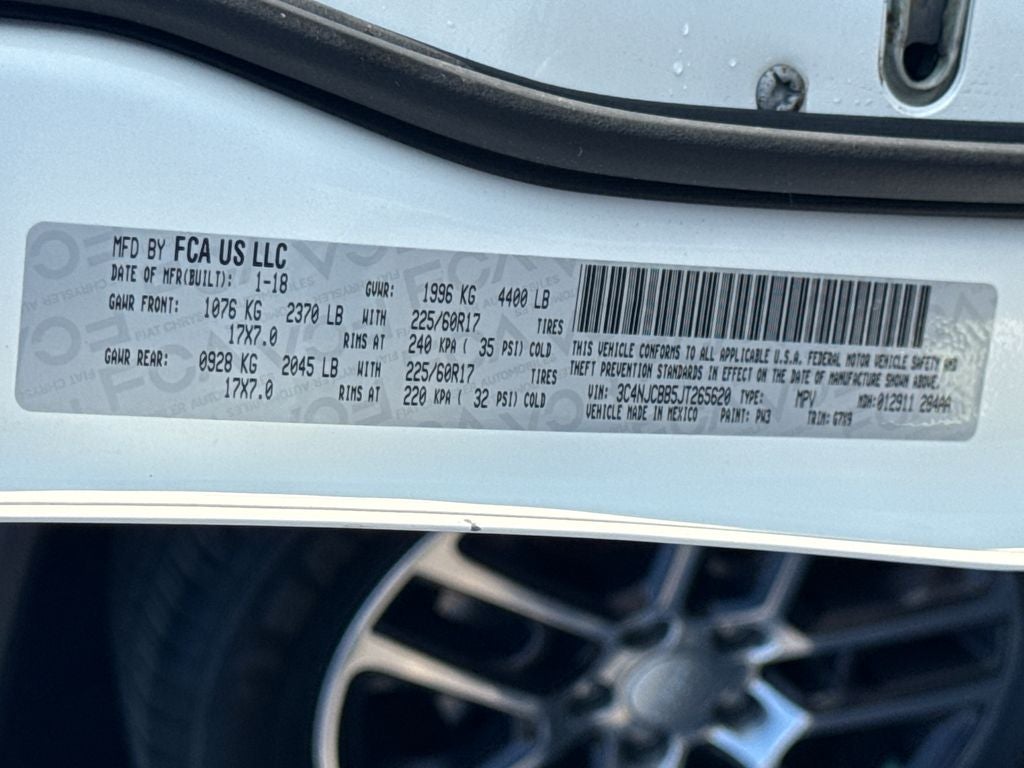 MFD BY FCA US LLC
DATE OF MFR(BUILT): 1-18 GVWR: 1996 KG 4400 LB
GAWR FRONT: 1076 KG 2370 LB WITH 225/60R17 TIRES
17X7.0 RIMS AT 240 KPA ( 35 PSI) COLD
GAWR REAR: 0928 KG 2045 LB WITH 225/60R17 TIRES
17X7.0 RIMS AT 220 KPA ( 32 PSI) COLD
THIS VEHICLE CONFORMS TO ALL APPLICABLE U.S.A. FEDERAL MOTOR VEHICLE SAFETY AND
THEFT PREVENTION STANDARDS IN EFFECT ON THE DATE OF MANUFACTURE SHOWN ABOVE.
VIN: 3C4NJCBB5JT265620 TYPE: MPV MDH: 012911 284AA
VEHICLE MADE IN MEXICO PAINT: PW3 TRIM: G7X9